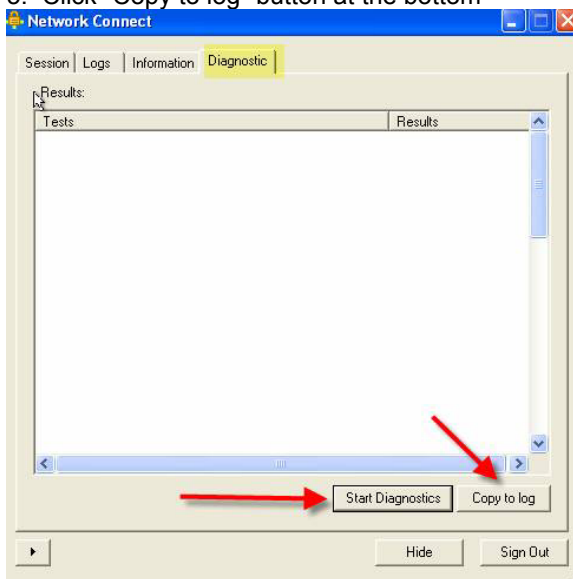 Click "Copy to log" button at the bottom
Network Connect
Session Logs Information Diagnostic
Results:
Tests Results
Start Diagnostics Copy to log
Hide Sign Out